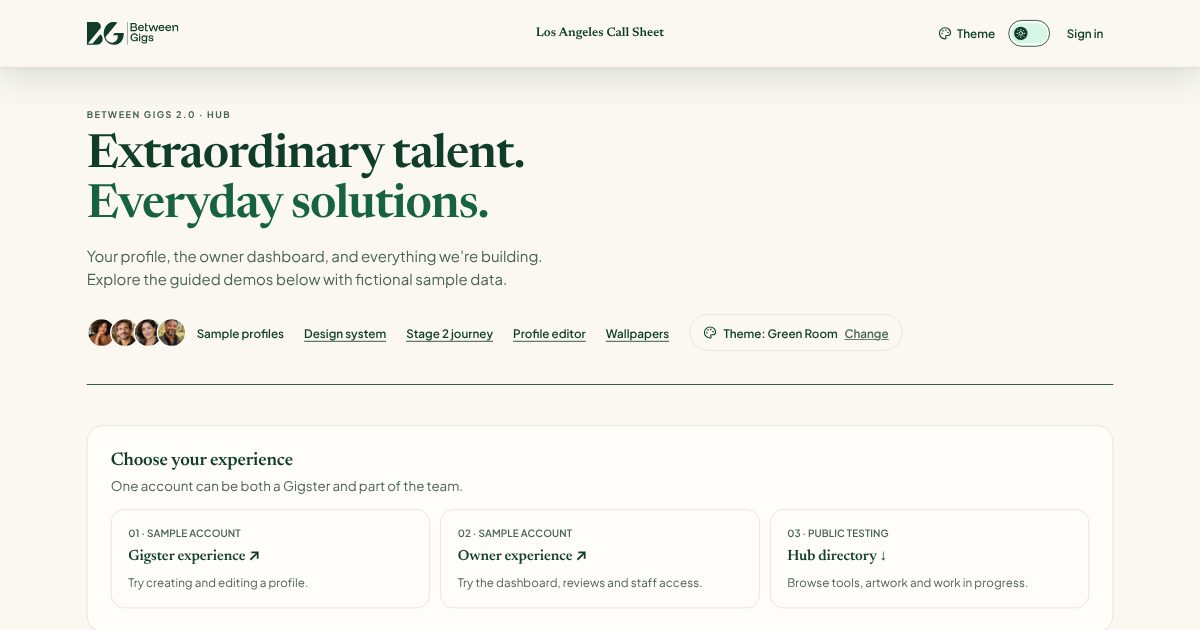 BG Between
Gigs
Los Angeles Call Sheet
Theme
Sign in
BETWEEN GIGS 2.0 · HUB
Extraordinary talent.
Everyday solutions.
Your profile, the owner dashboard, and everything we’re building.
Explore the guided demos below with fictional sample data.
Sample profiles
Design system
Stage 2 journey
Profile editor
Wallpapers
Theme: Green Room Change
Choose your experience
One account can be both a Gigster and part of the team.
01 · SAMPLE ACCOUNT
Gigster experience ↗
Try creating and editing a profile.
02 · SAMPLE ACCOUNT
Owner experience ↗
Try the dashboard, reviews and staff access.
03 · PUBLIC TESTING
Hub directory ↓
Browse tools, artwork and work in progress.